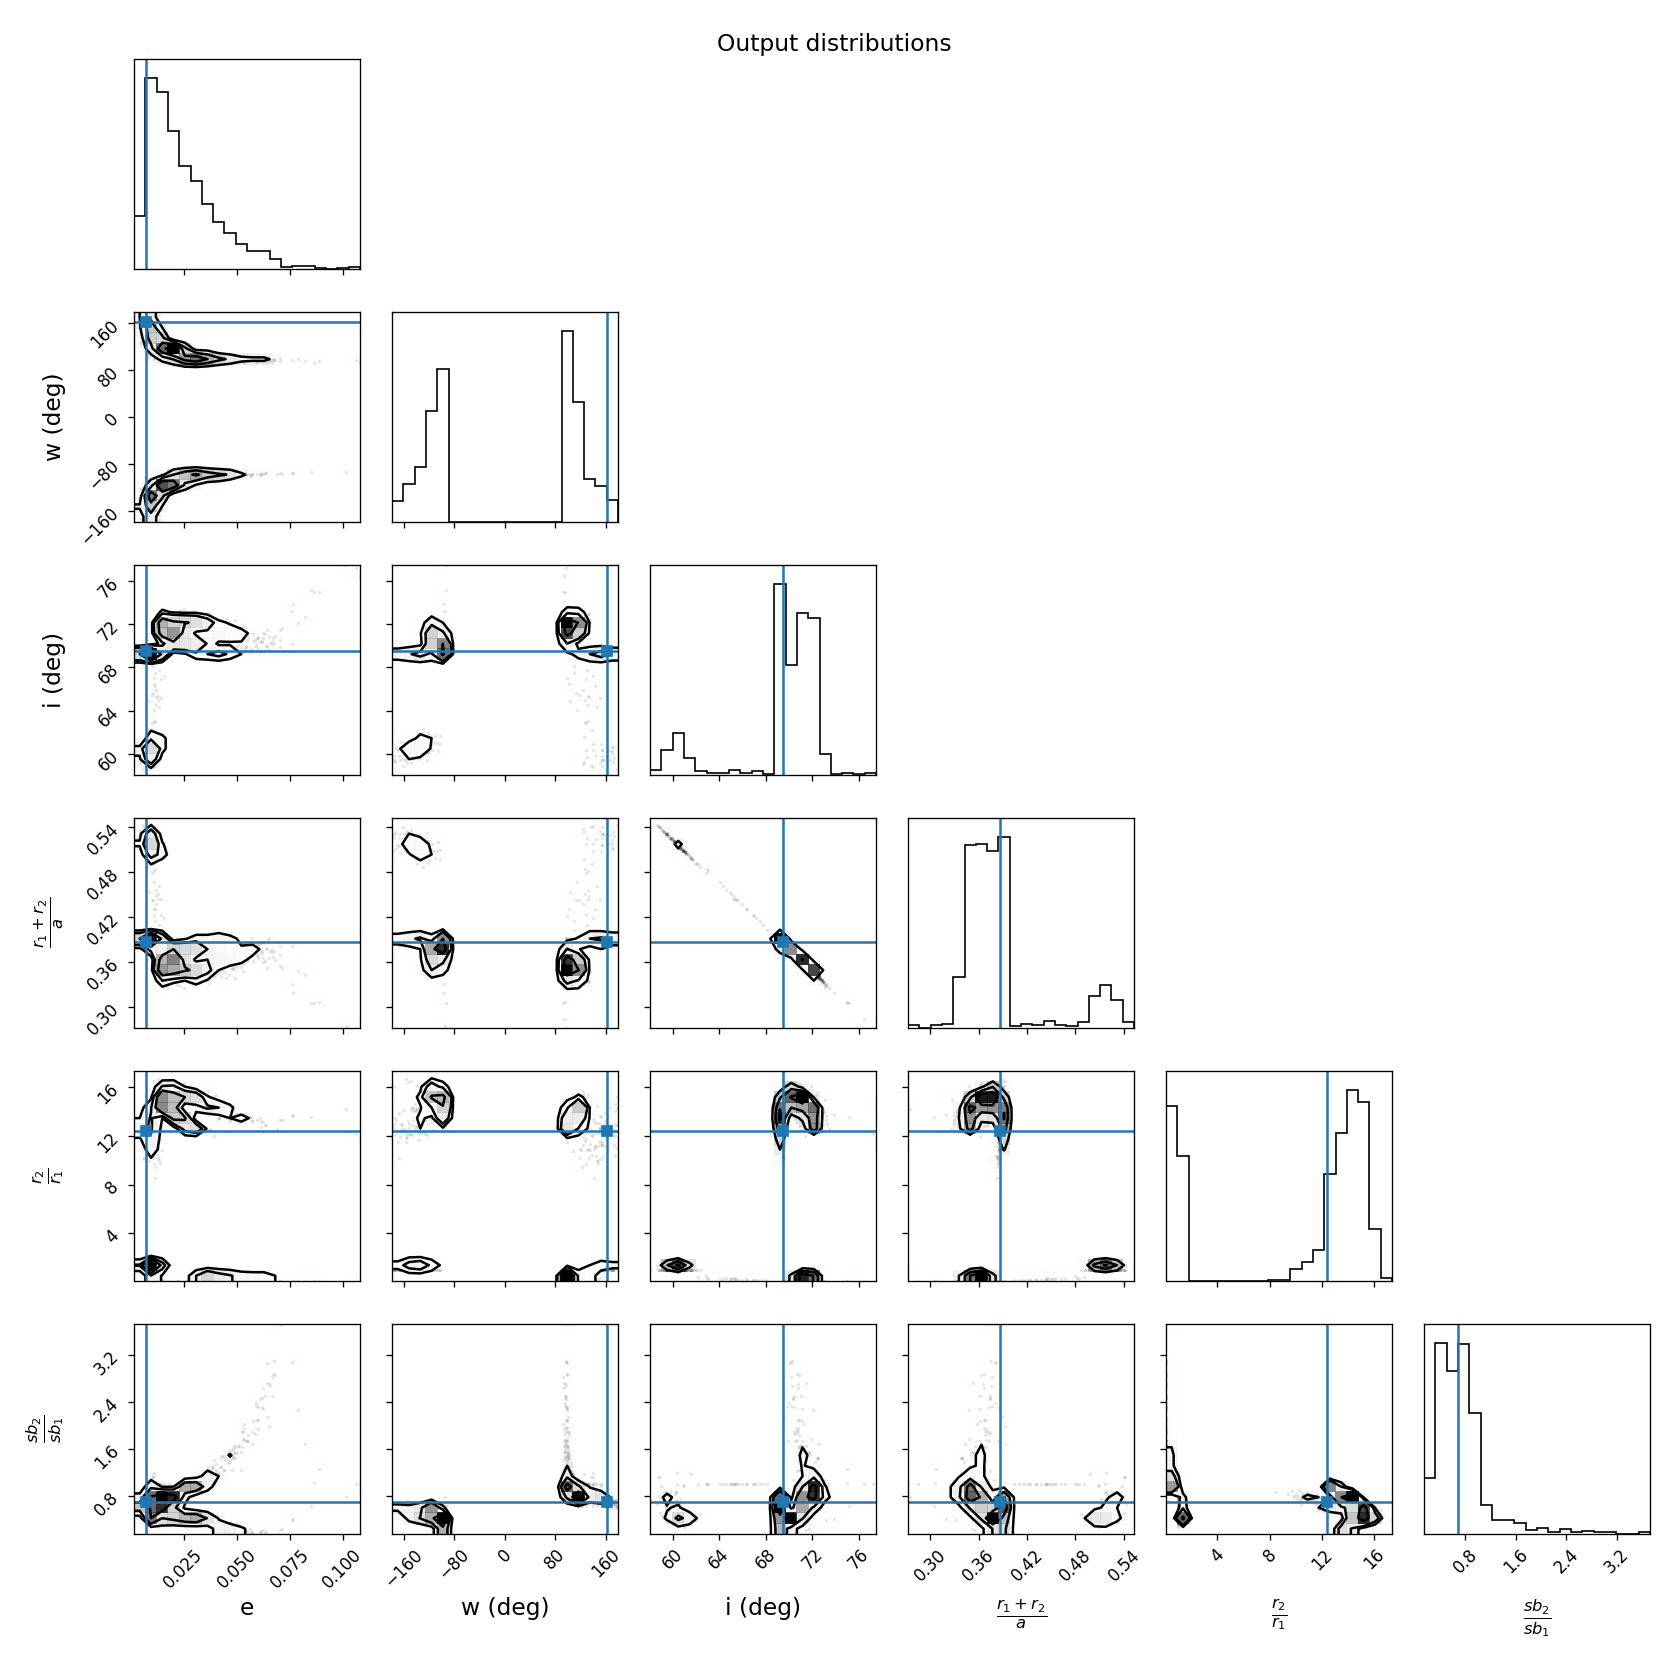 Output distributions
160
80
0
−80
−160
w (deg)
76
72
68
64
60
i (deg)
0.54
0.48
0.42
0.36
0.30
r1 + r2
a
16
12
8
4
r2
r1
3.2
2.4
1.6
0.8
sb2
sb1
0.025 0.050 0.075 0.100
−160 −80 0 80 160
60 64 68 72 76
0.30 0.36 0.42 0.48 0.54
4 8 12 16
0.8 1.6 2.4 3.2
e
w (deg)
i (deg)
r1 + r2
a
r2
r1
sb2
sb1